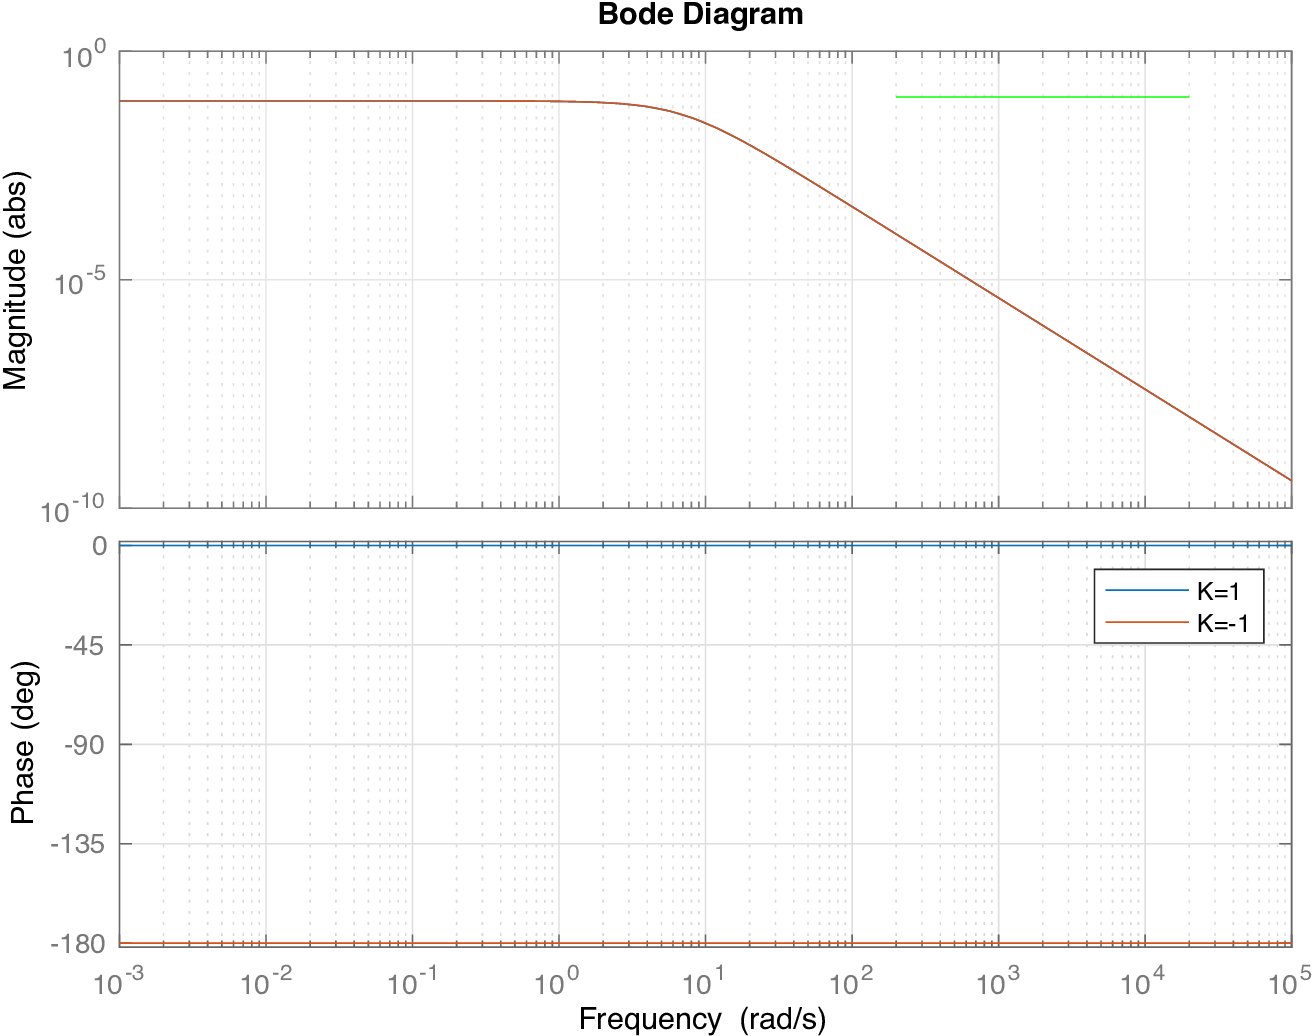 Bode Diagram
Magnitude (abs)
10^0
10^-5
10^-10
Phase (deg)
0
-45
-90
-135
-180
K=1
K=-1
10^-3 10^-2 10^-1 10^0 10^1 10^2 10^3 10^4 10^5
Frequency (rad/s)